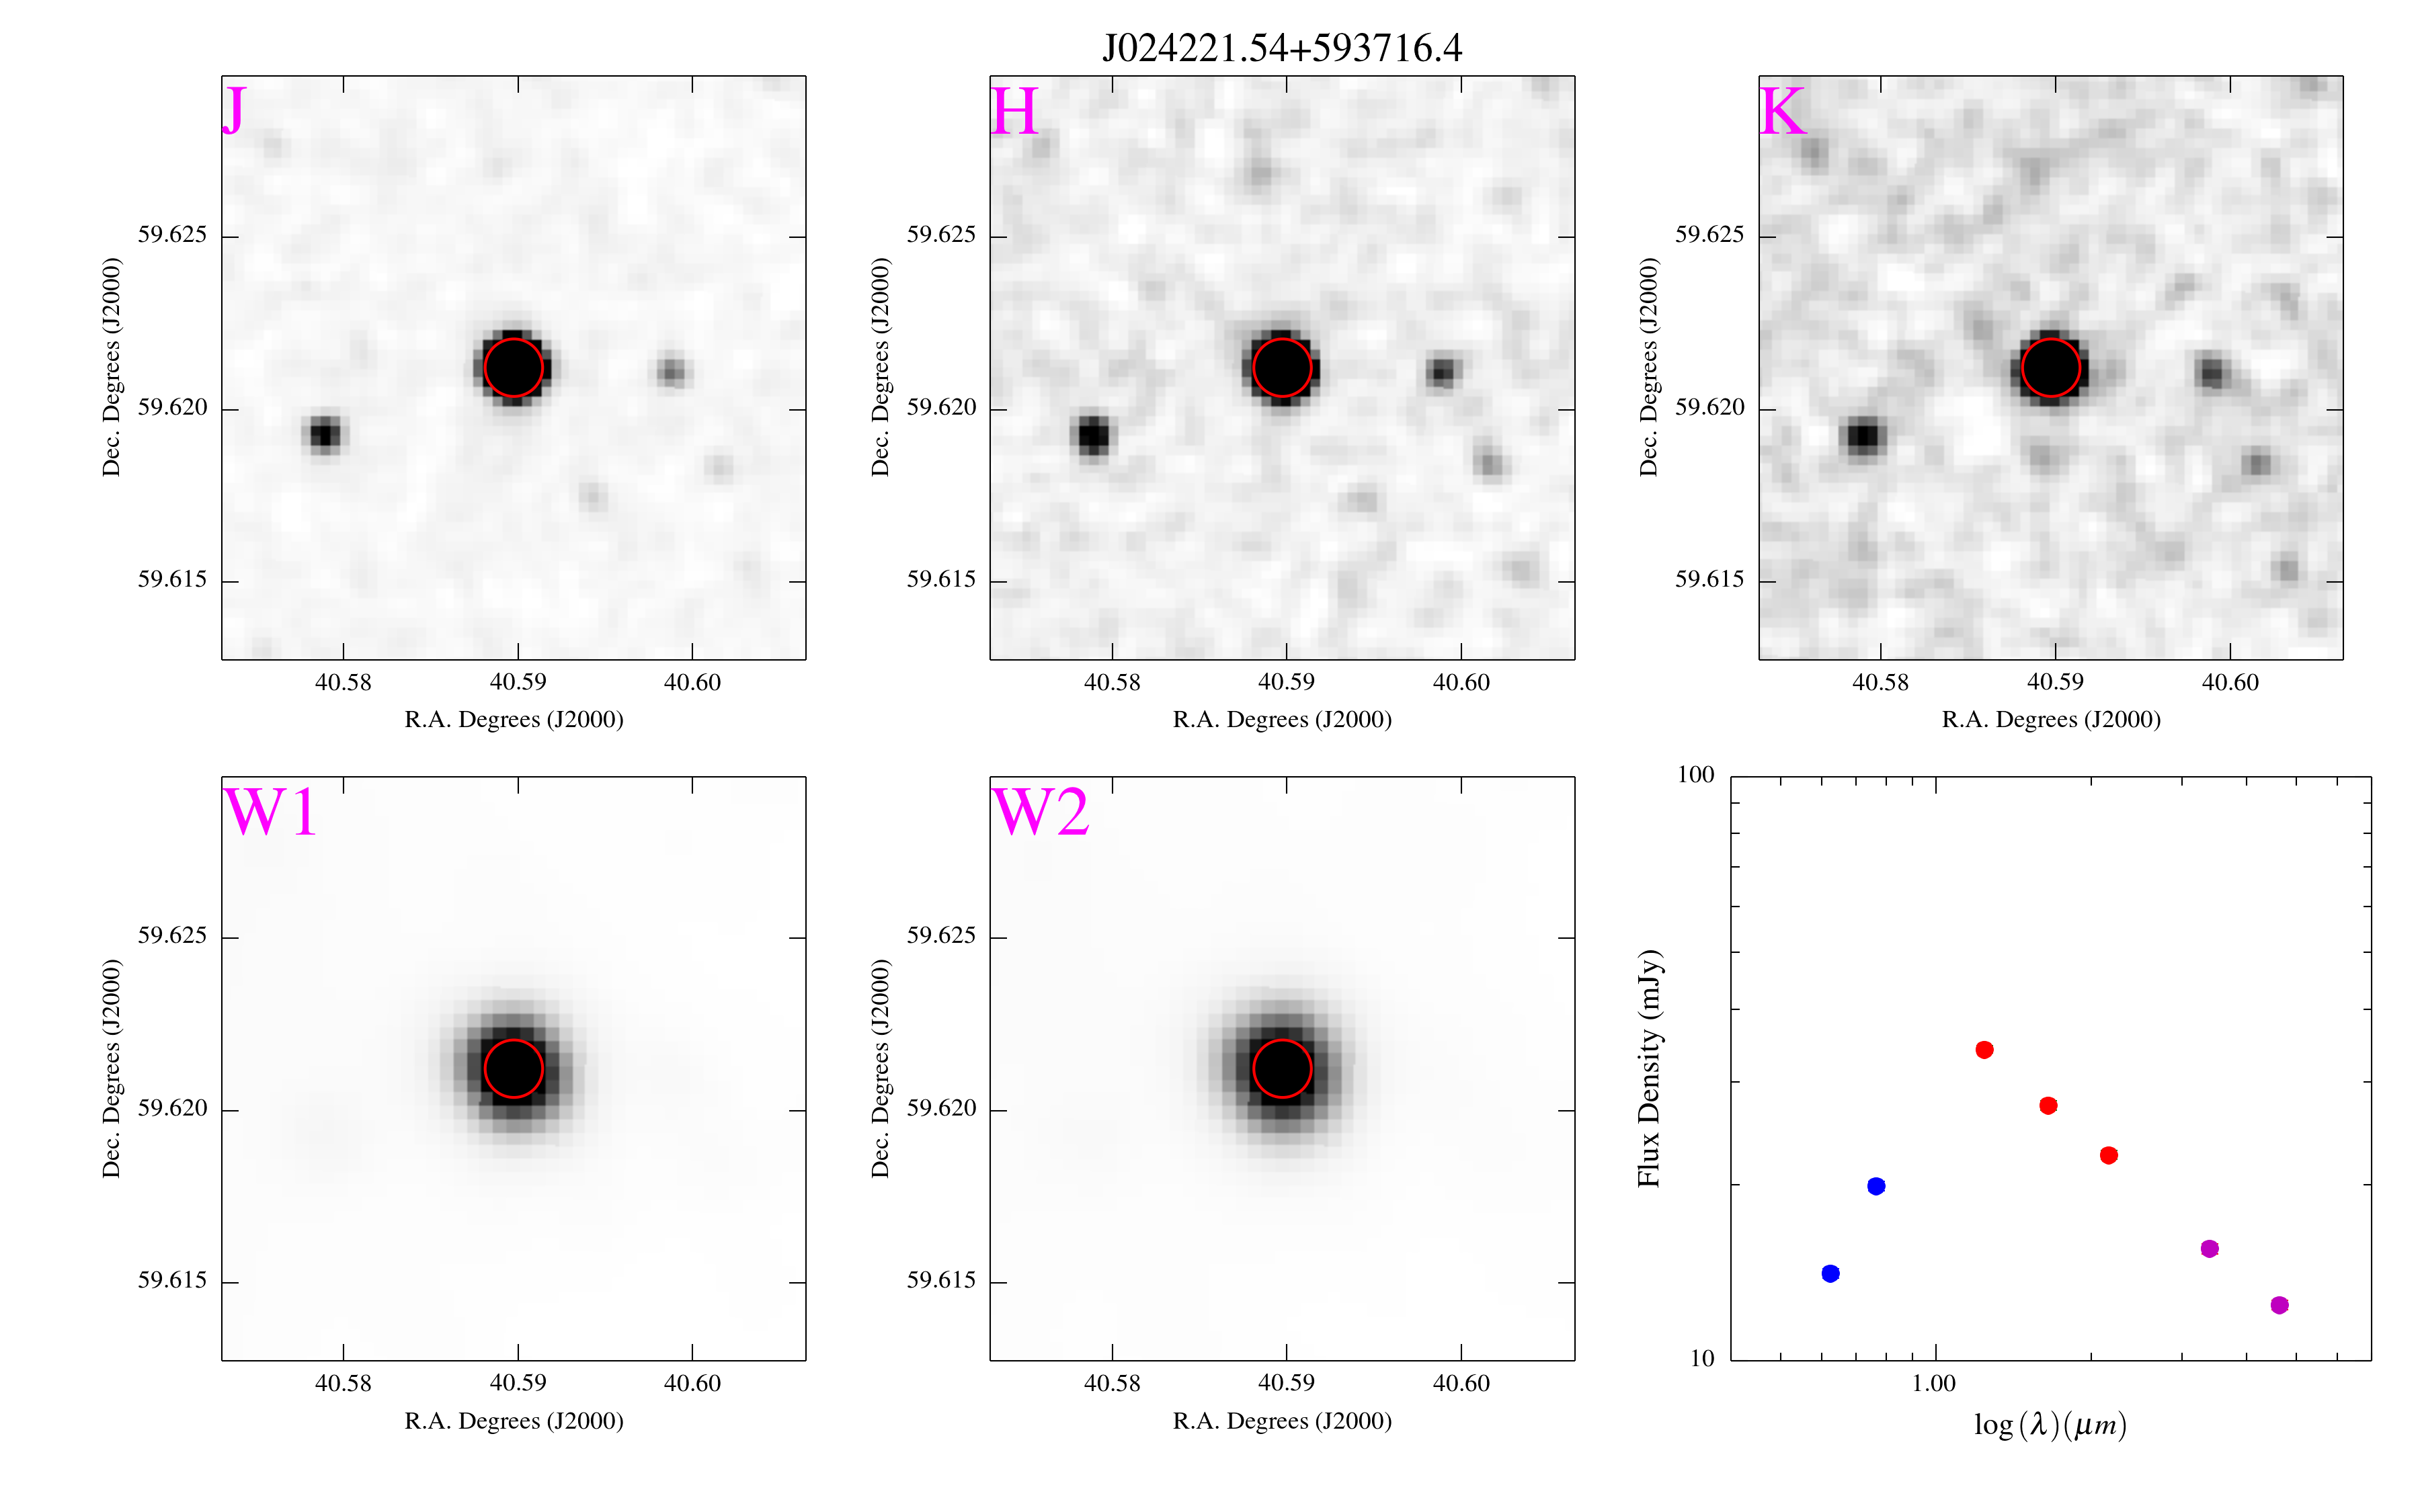 J024221.54+593716.4
J
Dec. Degrees (J2000)
59.625
59.620
59.615
40.58 40.59 40.60
R.A. Degrees (J2000)
H
Dec. Degrees (J2000)
59.625
59.620
59.615
40.58 40.59 40.60
R.A. Degrees (J2000)
K
Dec. Degrees (J2000)
59.625
59.620
59.615
40.58 40.59 40.60
R.A. Degrees (J2000)
W1
Dec. Degrees (J2000)
59.625
59.620
59.615
40.58 40.59 40.60
R.A. Degrees (J2000)
W2
Dec. Degrees (J2000)
59.625
59.620
59.615
40.58 40.59 40.60
R.A. Degrees (J2000)
Flux Density (mJy)
100
10
1.00
log (λ)(μm)